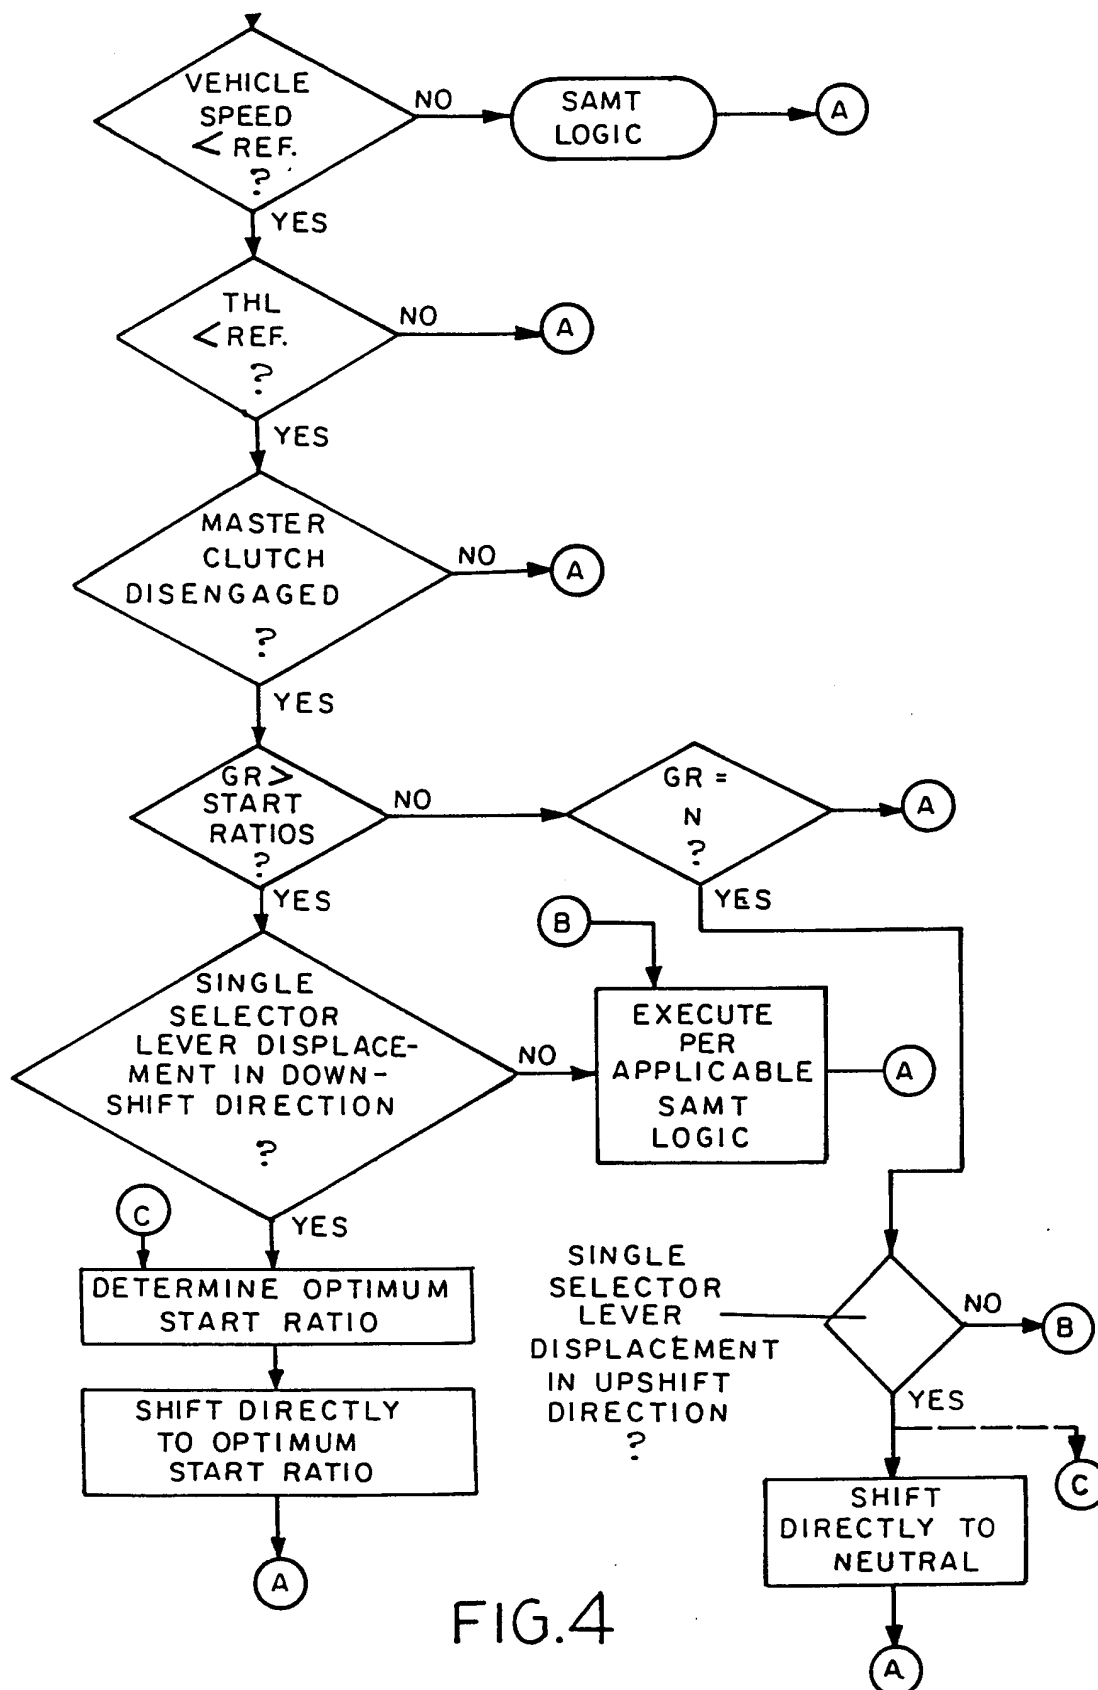 VEHICLE
SPEED
< REF.
?
NO
SAMT
LOGIC
A
YES
THL
< REF.
?
NO
A
YES
MASTER
CLUTCH
DISENGAGED
?
NO
A
YES
GR >
START
RATIOS
?
NO
GR =
N
?
A
YES
YES
B
SINGLE
SELECTOR
LEVER DISPLACE-
MENT IN DOWN-
SHIFT DIRECTION
?
NO
EXECUTE
PER
APPLICABLE
SAMT
LOGIC
A
YES
C
DETERMINE OPTIMUM
START RATIO
SHIFT DIRECTLY
TO OPTIMUM
START RATIO
A
SINGLE
SELECTOR
LEVER
DISPLACEMENT
IN UPSHIFT
DIRECTION
?
NO
B
YES
C
SHIFT
DIRECTLY TO
NEUTRAL
A
FIG.4